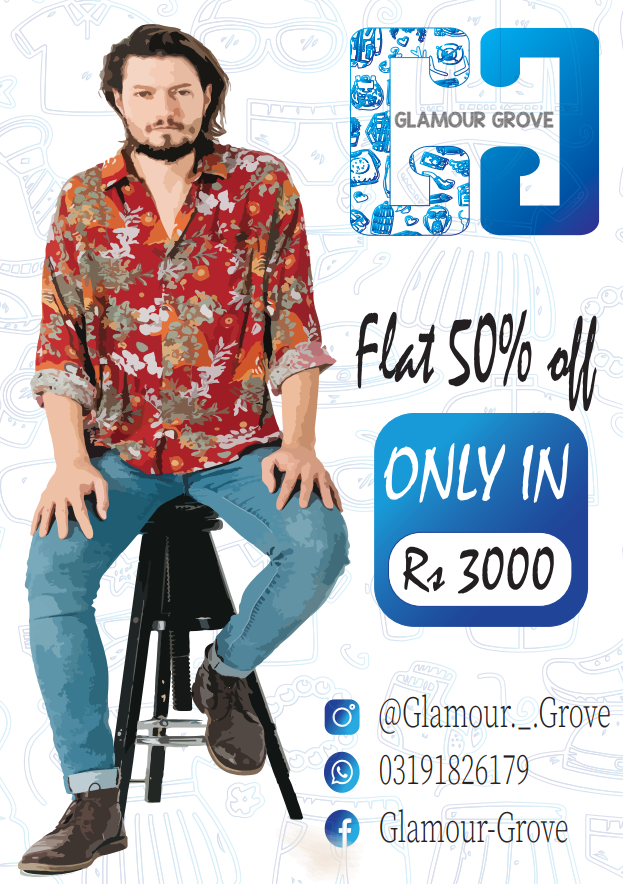 GLAMOUR GROVE
Flat 50% off
ONLY IN
Rs 3000
@Glamour._.Grove
03191826179
Glamour-Grove